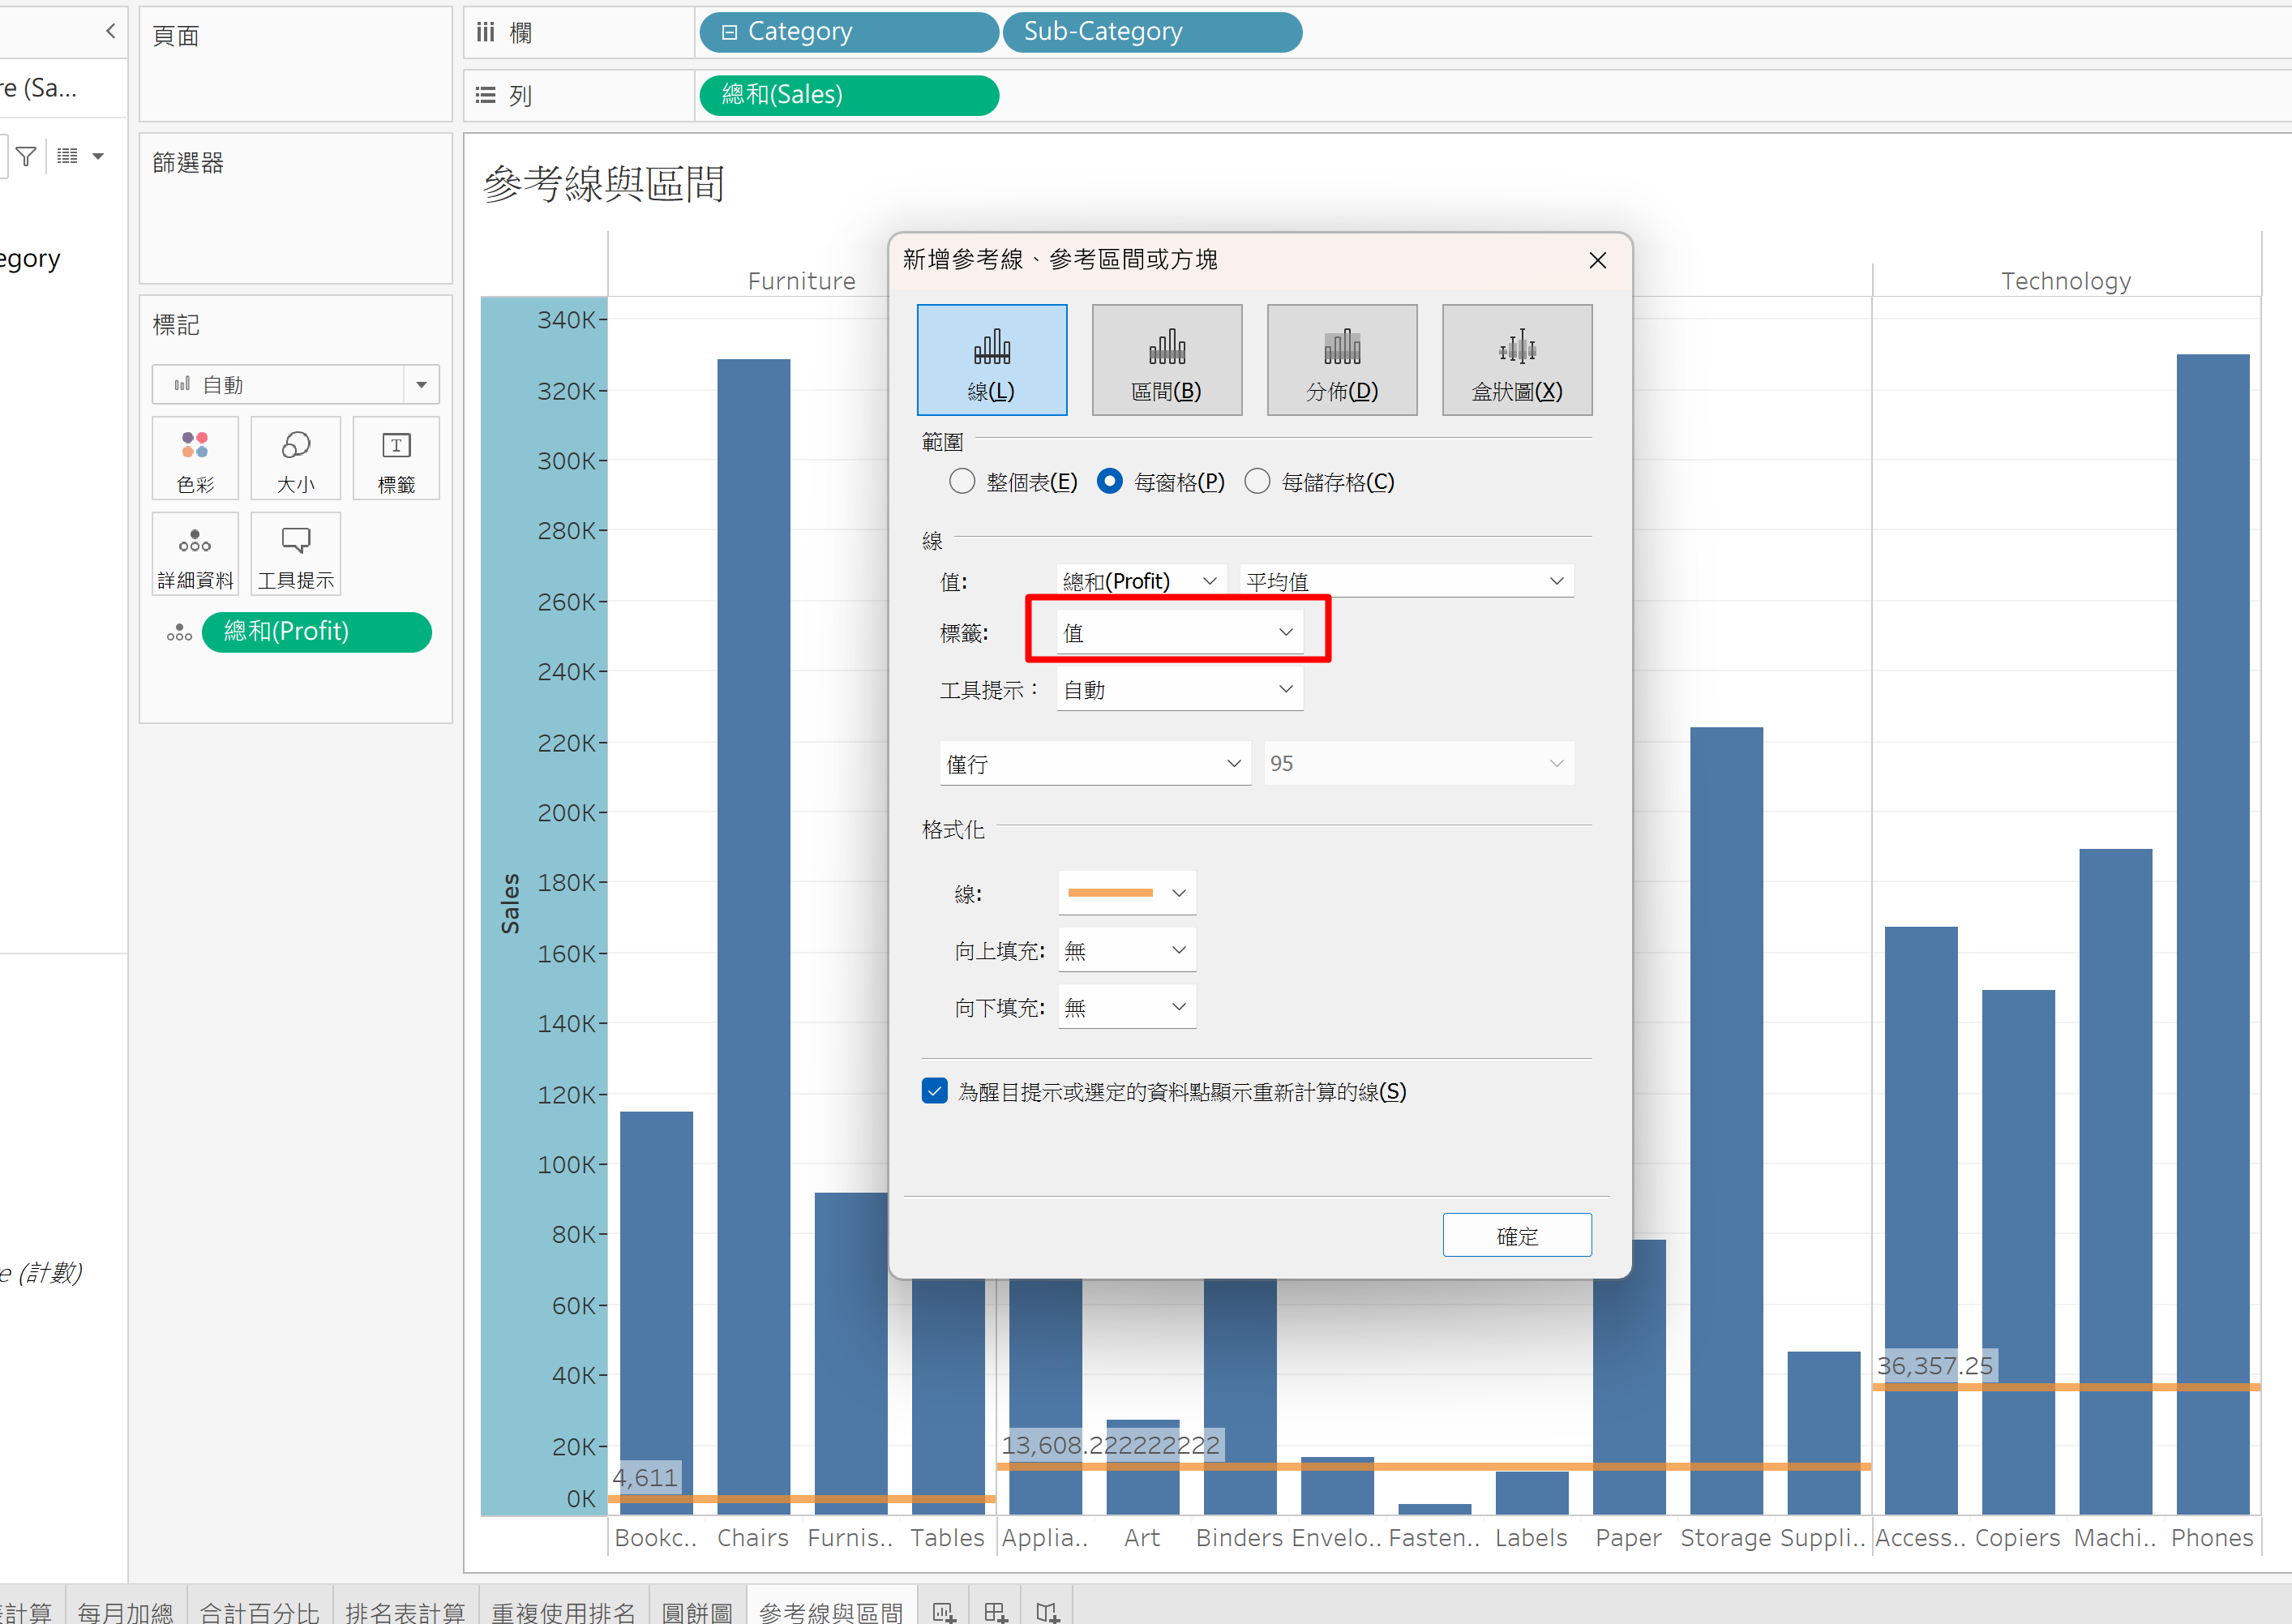 頁面
欄
Category
Sub-Category
列
總和(Sales)
re (Sa...
篩選器
egory
標記
自動
色彩
大小
標籤
詳細資料
工具提示
總和(Profit)
e (計數)
參考線與區間
Furniture
Technology
340K
320K
300K
280K
260K
240K
220K
200K
180K
160K
140K
120K
100K
80K
60K
40K
20K
0K
Sales
新增參考線、參考區間或方塊
線(L)
區間(B)
分佈(D)
盒狀圖(X)
範圍
整個表(E)
每窗格(P)
每儲存格(C)
線
值:
總和(Profit)
平均值
標籤:
值
工具提示：
自動
僅行
95
格式化
線:
向上填充:
無
向下填充:
無
為醒目提示或選定的資料點顯示重新計算的線(S)
確定
4,611
13,608.222222222
36,357.25
Bookc..
Chairs
Furnis..
Tables
Applia..
Art
Binders
Envelo..
Fasten..
Labels
Paper
Storage
Suppli..
Access..
Copiers
Machi..
Phones
計算
每月加總
合計百分比
排名表計算
重複使用排名
圓餅圖
參考線與區間